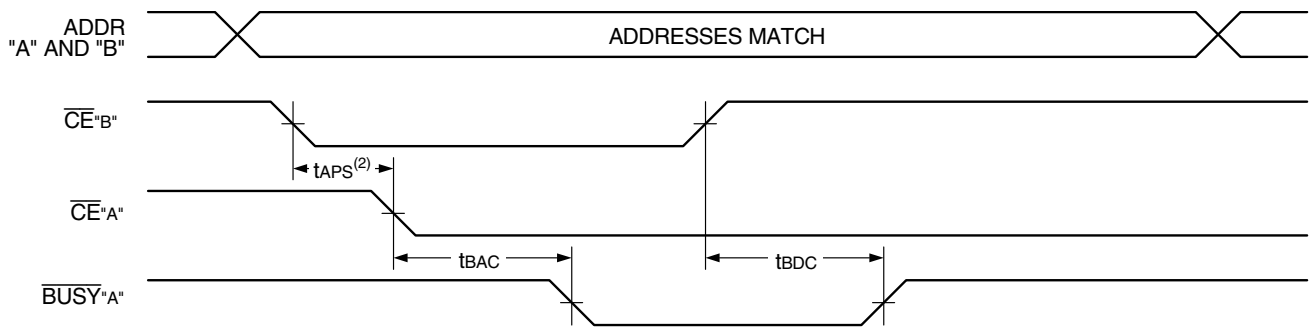 ADDR
"A" AND "B"
ADDRESSES MATCH
CE"B"
tAPS(2)
CE"A"
tBAC
tBDC
BUSY"A"